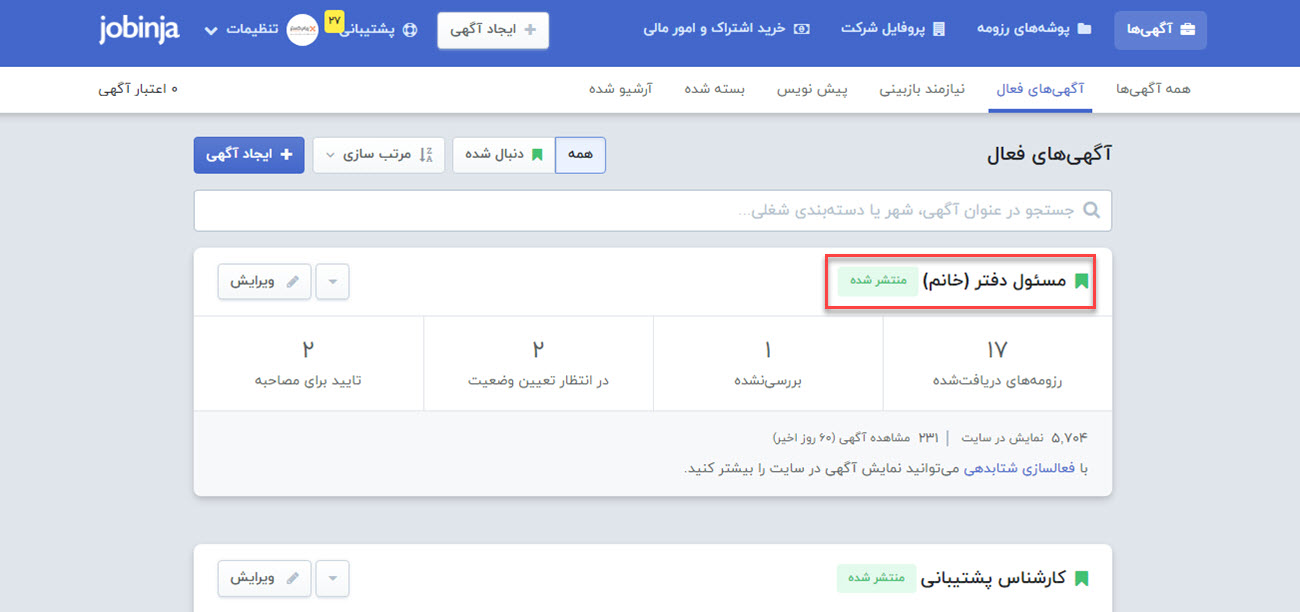 آگهی‌ها پوشه‌های رزومه پروفایل شرکت خرید اشتراک و امور مالی ایجاد آگهی پشتیبانی ۲۷ تنظیمات jobinja
همه آگهی‌ها آگهی‌های فعال نیازمند بازبینی پیش نویس بسته شده آرشیو شده ۰ اعتبار آگهی
آگهی‌های فعال همه دنبال شده مرتب سازی ایجاد آگهی
جستجو در عنوان آگهی، شهر یا دسته‌بندی شغلی...
مسئول دفتر (خانم) منتشر شده ویرایش
۱۷ ۱ ۲ ۲
رزومه‌های دریافت‌شده بررسی‌نشده در انتظار تعیین وضعیت تایید برای مصاحبه
۵,۷۰۴ نمایش در سایت | ۲۳۱ مشاهده آگهی (۶۰ روز اخیر)
با فعالسازی شتابدهی می‌توانید نمایش آگهی در سایت را بیشتر کنید.
کارشناس پشتیبانی منتشر شده ویرایش